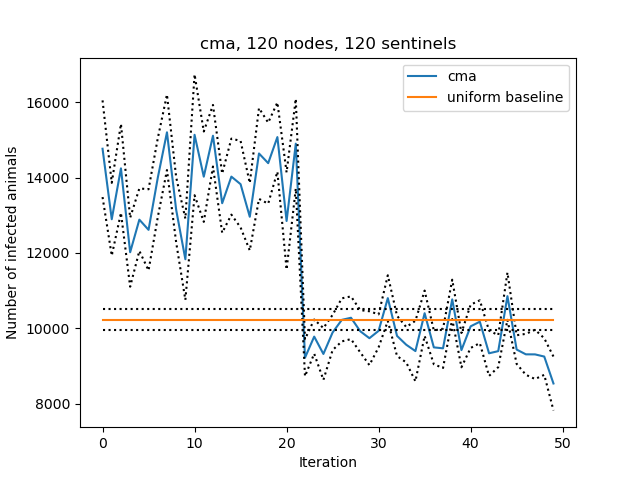 cma, 120 nodes, 120 sentinels
cma
uniform baseline
16000
14000
12000
10000
8000
Number of infected animals
0 10 20 30 40 50
Iteration